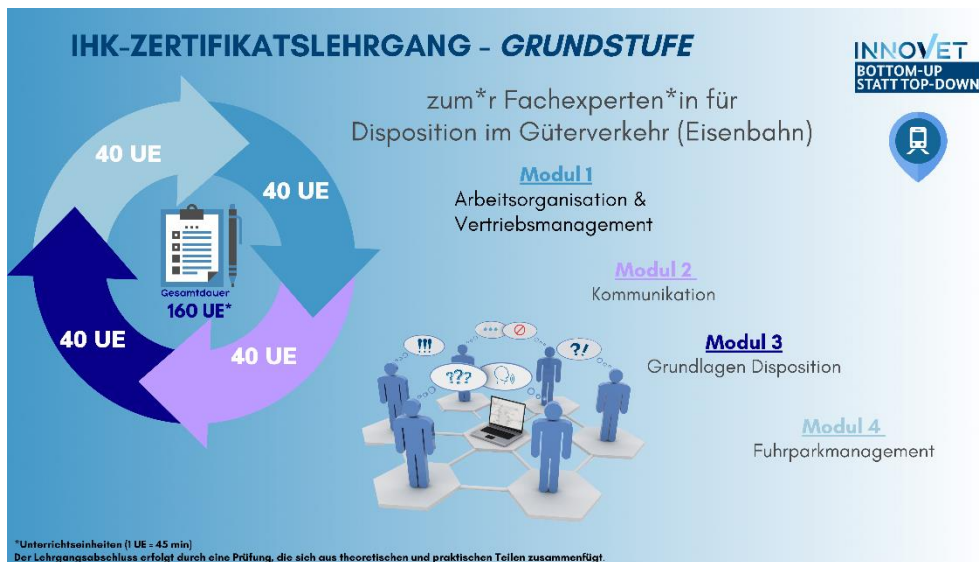 IHK-ZERTIFIKATSLEHRGANG - GRUNDSTUFE
INNOVET
BOTTOM-UP
STATT TOP-DOWN
zum*r Fachexperten*in für
Disposition im Güterverkehr (Eisenbahn)
40 UE
40 UE
40 UE
40 UE
Gesamtdauer
160 UE*
Modul 1
Arbeitsorganisation &
Vertriebsmanagement
Modul 2
Kommunikation
Modul 3
Grundlagen Disposition
Modul 4
Fuhrparkmanagement
!!!
...
?!
???
*Unterrichtseinheiten (1 UE = 45 min)
Der Lehrgangsabschluss erfolgt durch eine Prüfung, die sich aus theoretischen und praktischen Teilen zusammenfügt.